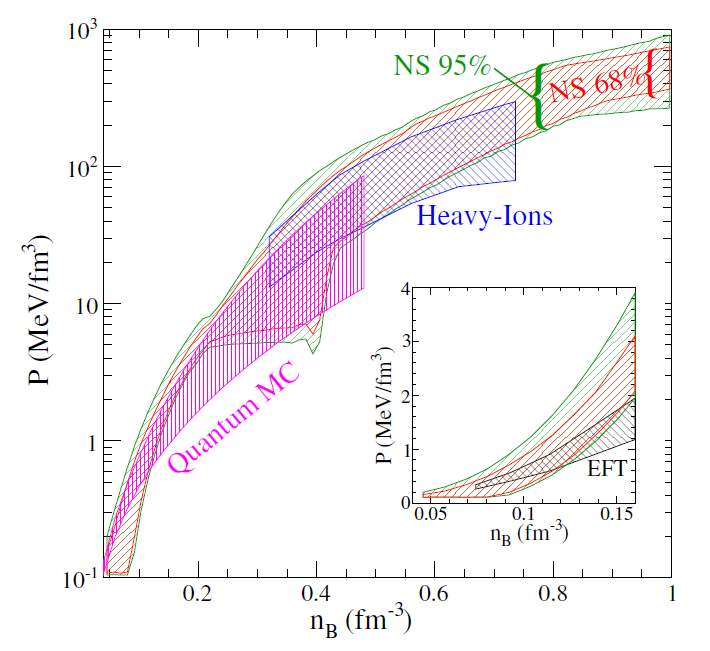 10³
10²
10
1
10⁻¹
P (MeV/fm³)
0.2
0.4
0.6
0.8
1
n_B (fm⁻³)
NS 95%
NS 68%
Heavy-Ions
Quantum MC
4
3
2
1
0
P (MeV/fm³)
EFT
0.05
0.1
0.15
n_B (fm⁻³)